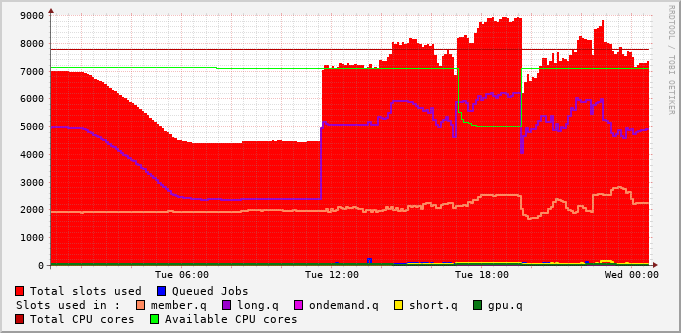 9000
8000
7000
6000
5000
4000
3000
2000
1000
0
Tue 06:00 Tue 12:00 Tue 18:00 Wed 00:00
Total slots used Queued Jobs
Slots used in : member.q long.q ondemand.q short.q gpu.q
Total CPU cores Available CPU cores
RRDTOOL / TOBI OETIKER